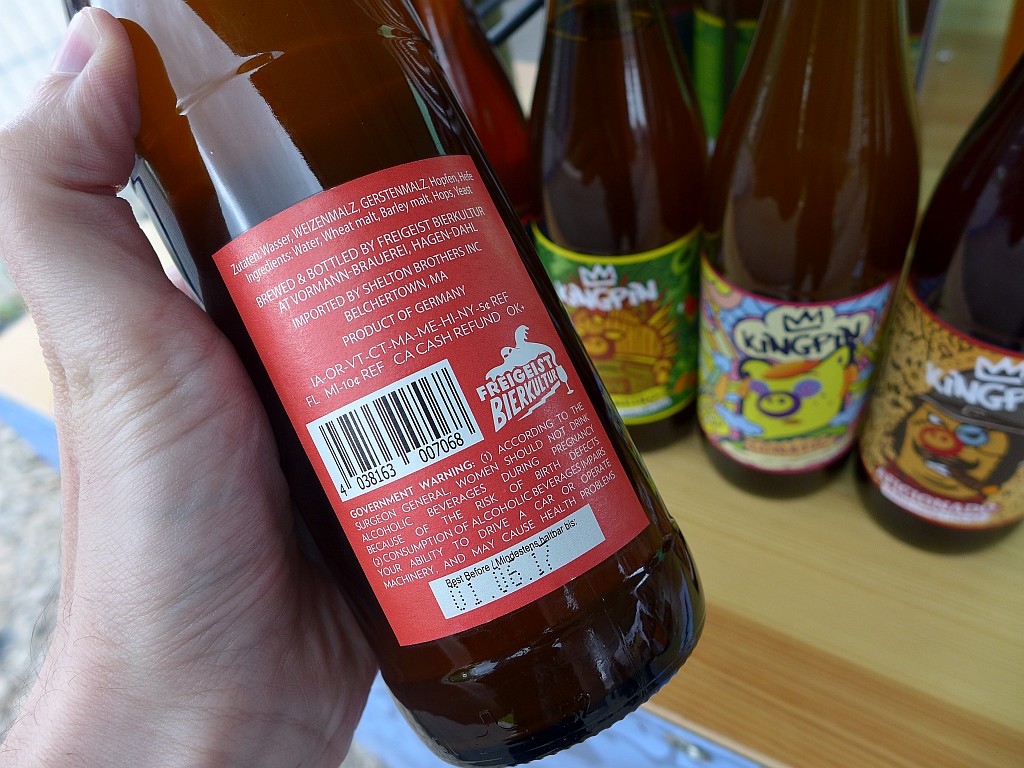 Zutaten: Wasser, WEIZENMALZ, GERSTENMALZ, Hopfen, Hefe
Ingredients: Water, Wheat malt, Barley malt, Hops, Yeast
BREWED & BOTTLED BY FREIGEIST BIERKULTUR
AT VORMANN-BRAUEREI, HAGEN-DAHL
IMPORTED BY SHELTON BROTHERS INC
BELCHERTOWN, MA
PRODUCT OF GERMANY
IA-OR-VT-CT-MA-ME-HI-NY-5¢ REF
FL MI-10¢ REF CA CASH REFUND OK+
FREIGEIST
BIERKULTUR
4 038163 007068
GOVERNMENT WARNING: (1) ACCORDING TO THE
SURGEON GENERAL, WOMEN SHOULD NOT DRINK
ALCOHOLIC BEVERAGES DURING PREGNANCY
BECAUSE OF THE RISK OF BIRTH DEFECTS
(2) CONSUMPTION OF ALCOHOLIC BEVERAGES IMPAIRS
YOUR ABILITY TO DRIVE A CAR OR OPERATE
MACHINERY, AND MAY CAUSE HEALTH PROBLEMS
Best Before / Mindestens haltbar bis:
01.06.17
KINGPIN
KINGPIN
KINGP